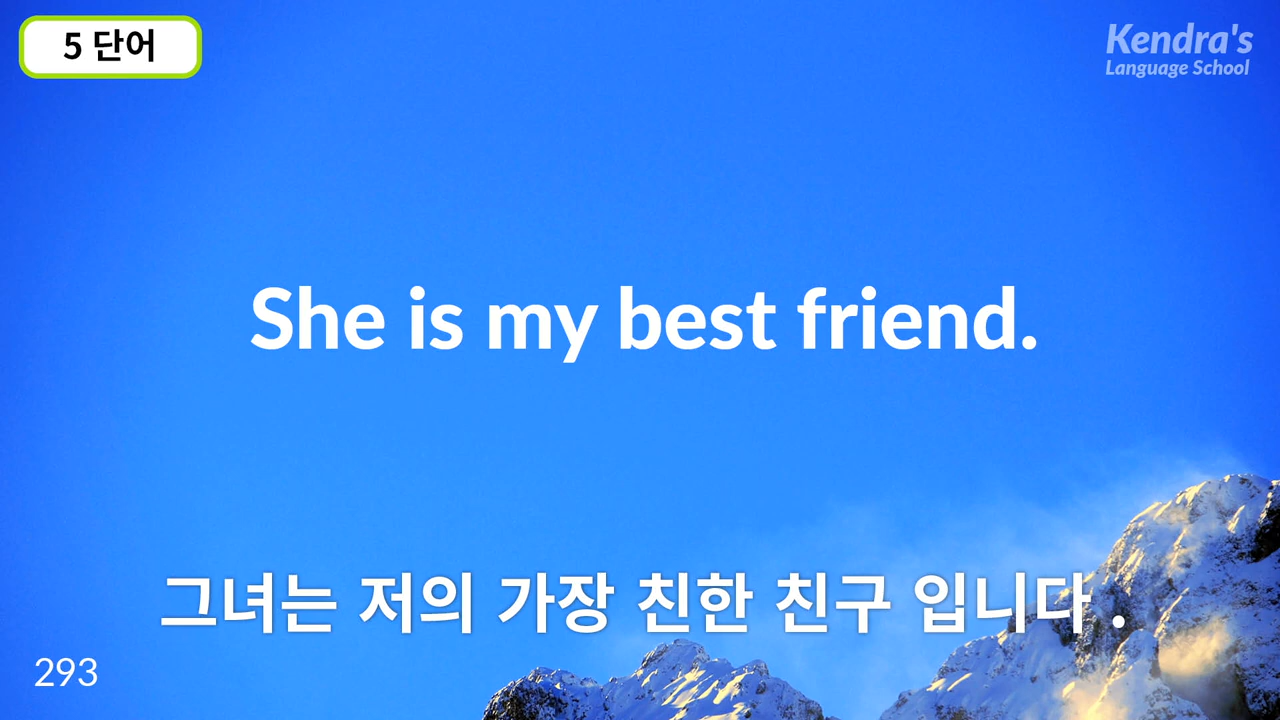 5 단어
Kendra's
Language School
She is my best friend.
그녀는 저의 가장 친한 친구 입니다 .
293